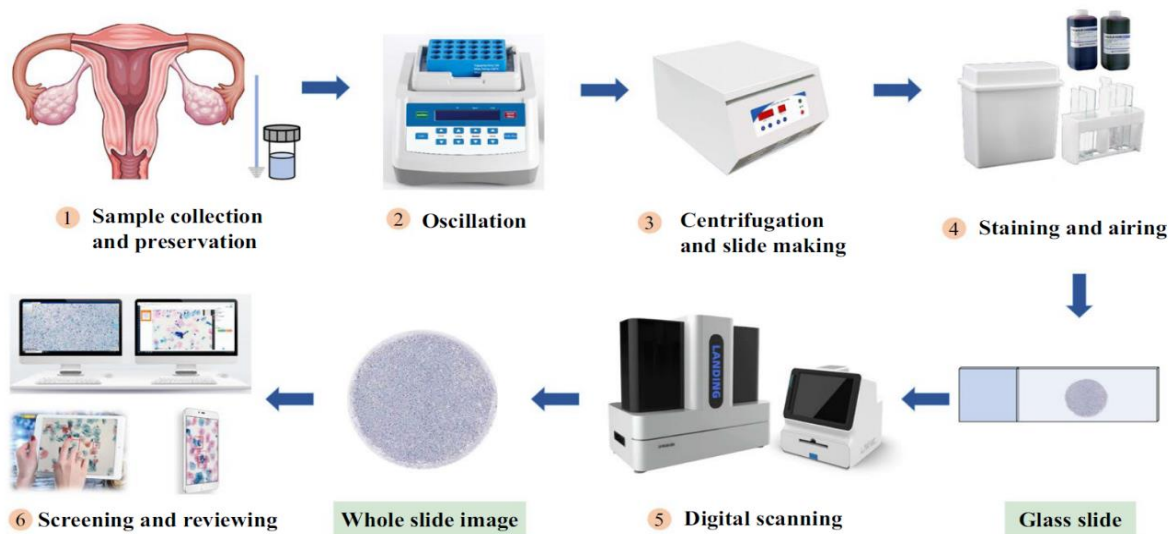 1 Sample collection
and preservation
2 Oscillation
3 Centrifugation
and slide making
4 Staining and airing
Glass slide
LANDING
5 Digital scanning
Whole slide image
6 Screening and reviewing